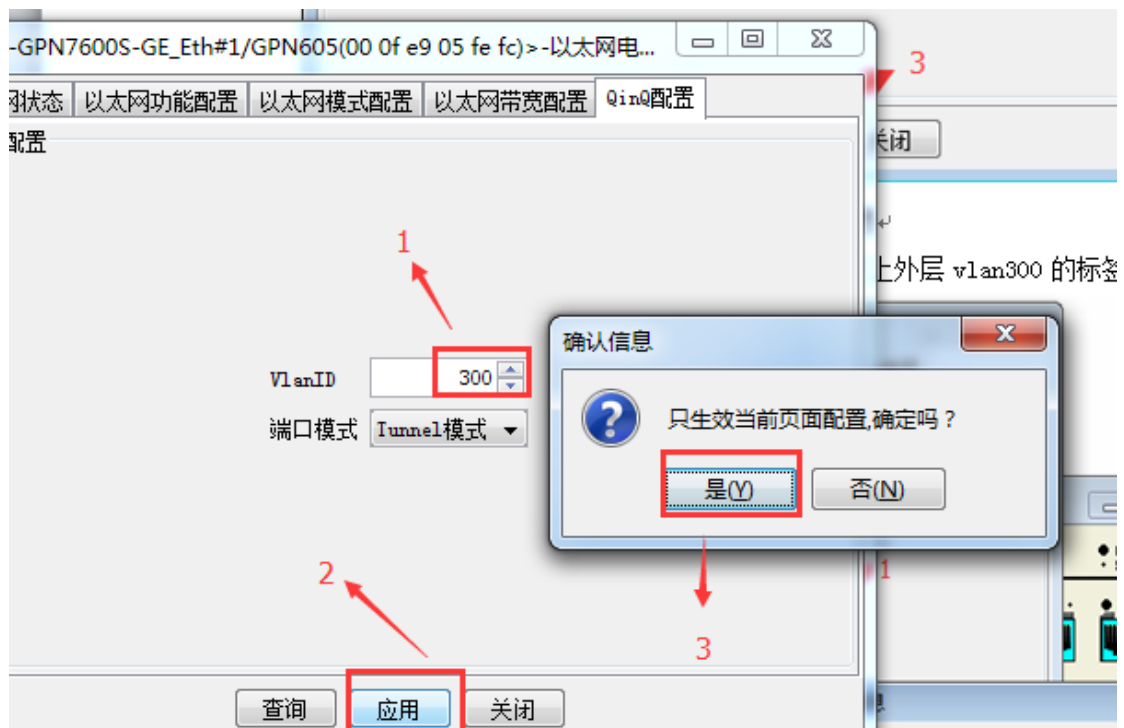 -GPN7600S-GE_Eth#1/GPN605(00 0f e9 05 fe fc)>-以太网电...
3
网状态 以太网功能配置 以太网模式配置 以太网带宽配置 QinQ配置
配置
关闭
1
上外层 vlan300 的标签
确认信息
VlanID 300
端口模式 Tunnel模式
只生效当前页面配置,确定吗？
是(Y) 否(N)
2
1
3
查询 应用 关闭